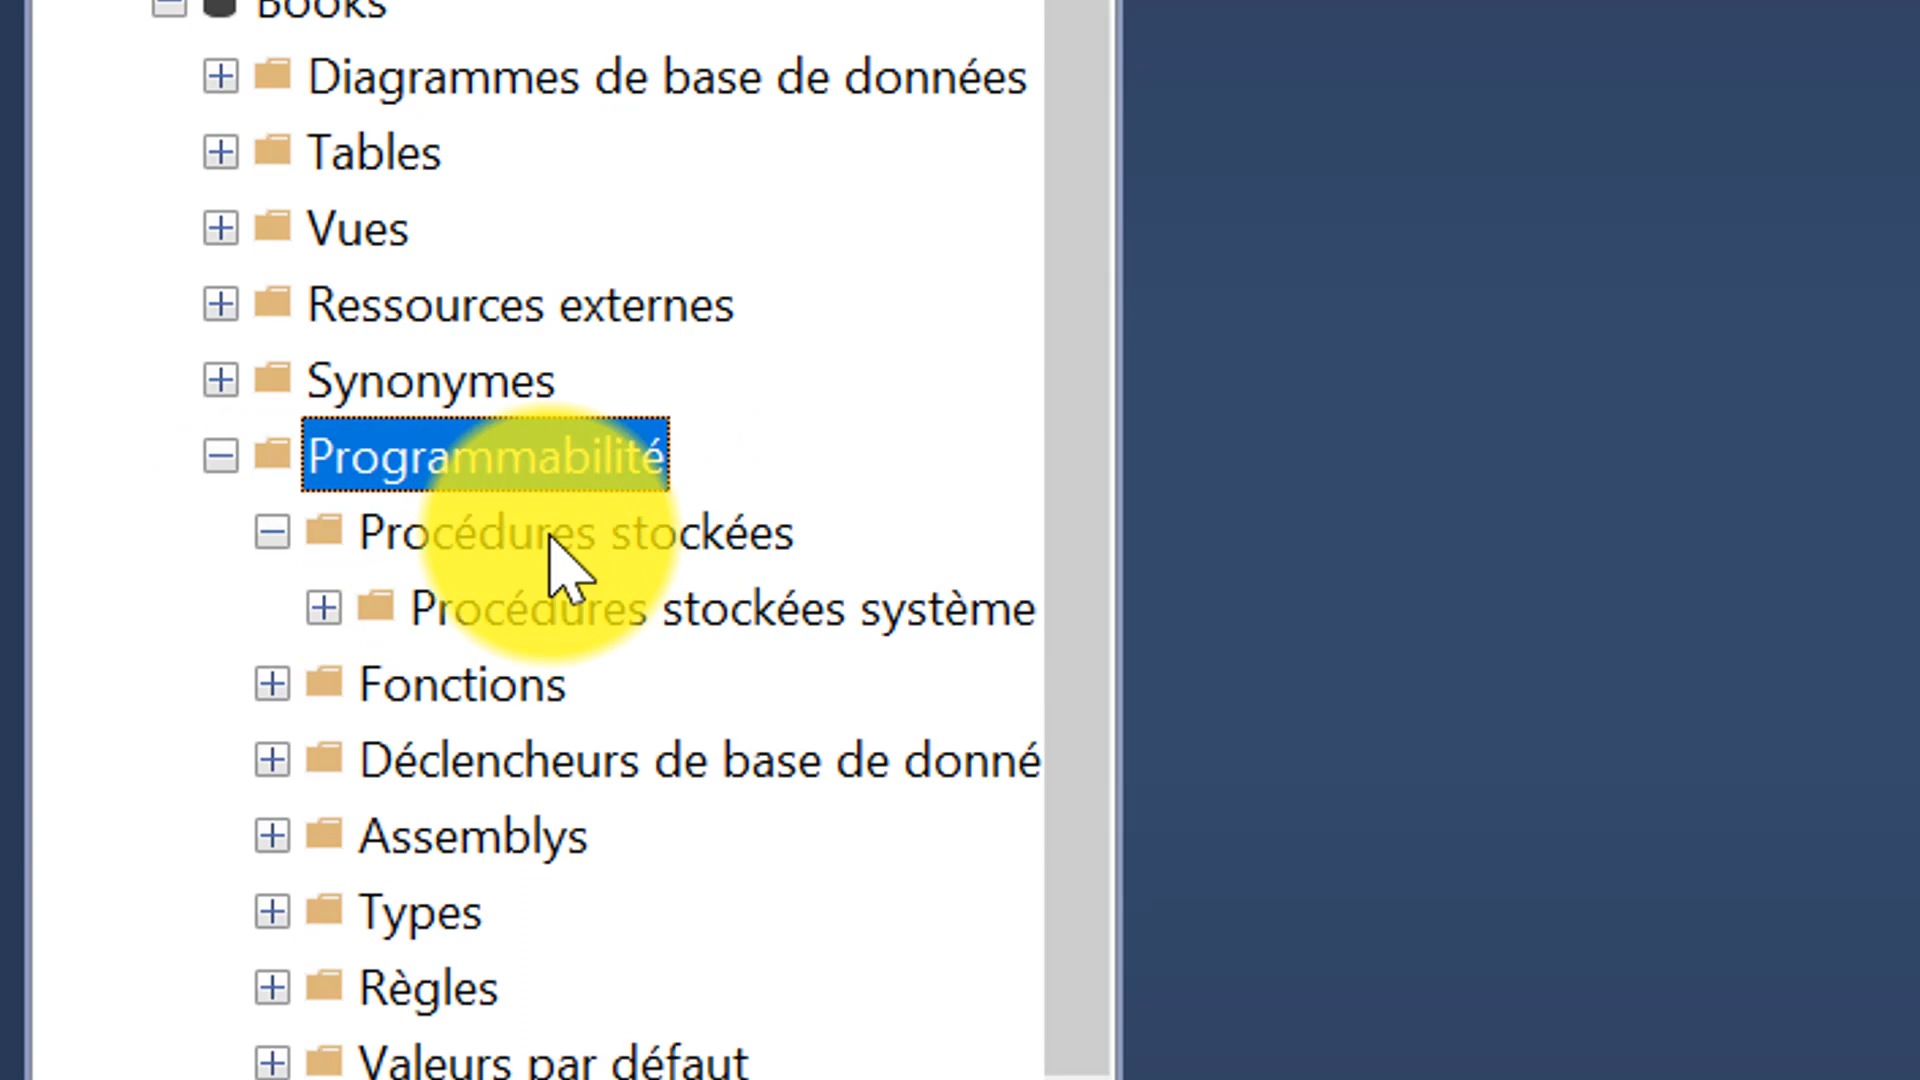 Books
Diagrammes de base de données
Tables
Vues
Ressources externes
Synonymes
Programmabilité
Procédures stockées
Procédures stockées système
Fonctions
Déclencheurs de base de donné
Assemblys
Types
Règles
Valeurs par défaut